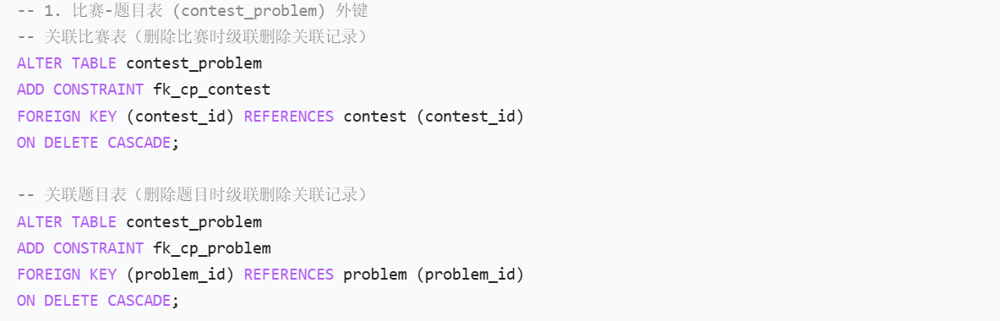 -- 1. 比赛-题目表 (contest_problem) 外键
-- 关联比赛表（删除比赛时级联删除关联记录）
ALTER TABLE contest_problem
ADD CONSTRAINT fk_cp_contest
FOREIGN KEY (contest_id) REFERENCES contest (contest_id)
ON DELETE CASCADE;
-- 关联题目表（删除题目时级联删除关联记录）
ALTER TABLE contest_problem
ADD CONSTRAINT fk_cp_problem
FOREIGN KEY (problem_id) REFERENCES problem (problem_id)
ON DELETE CASCADE;